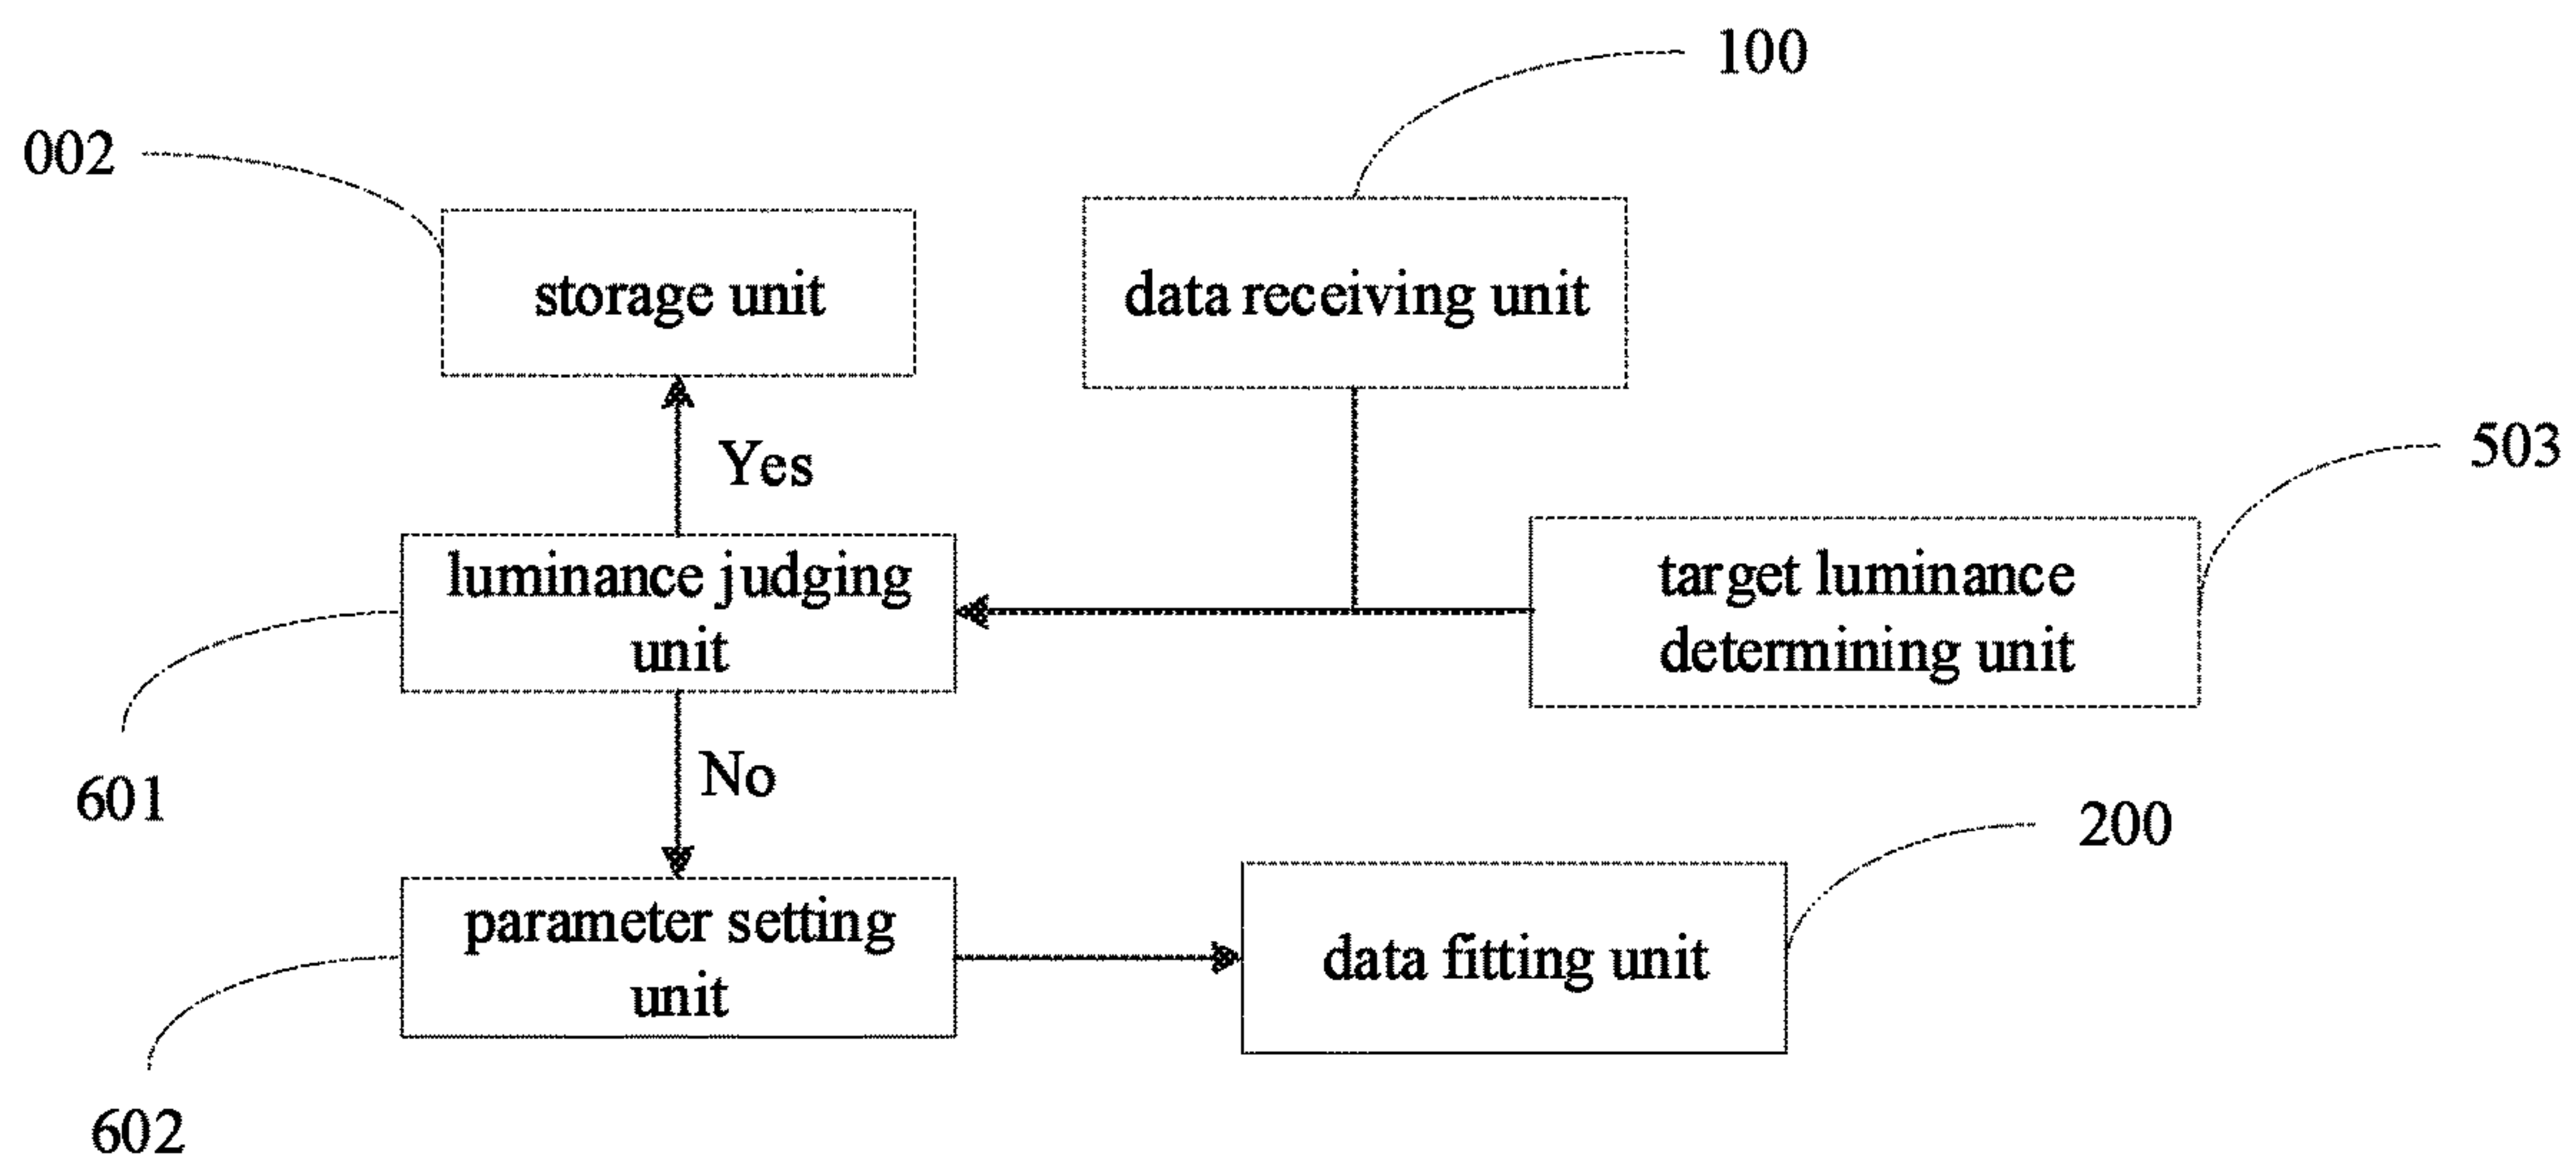 100
002
storage unit
data receiving unit
Yes
503
luminance judging
unit
target luminance
determining unit
601
No
200
parameter setting
unit
data fitting unit
602